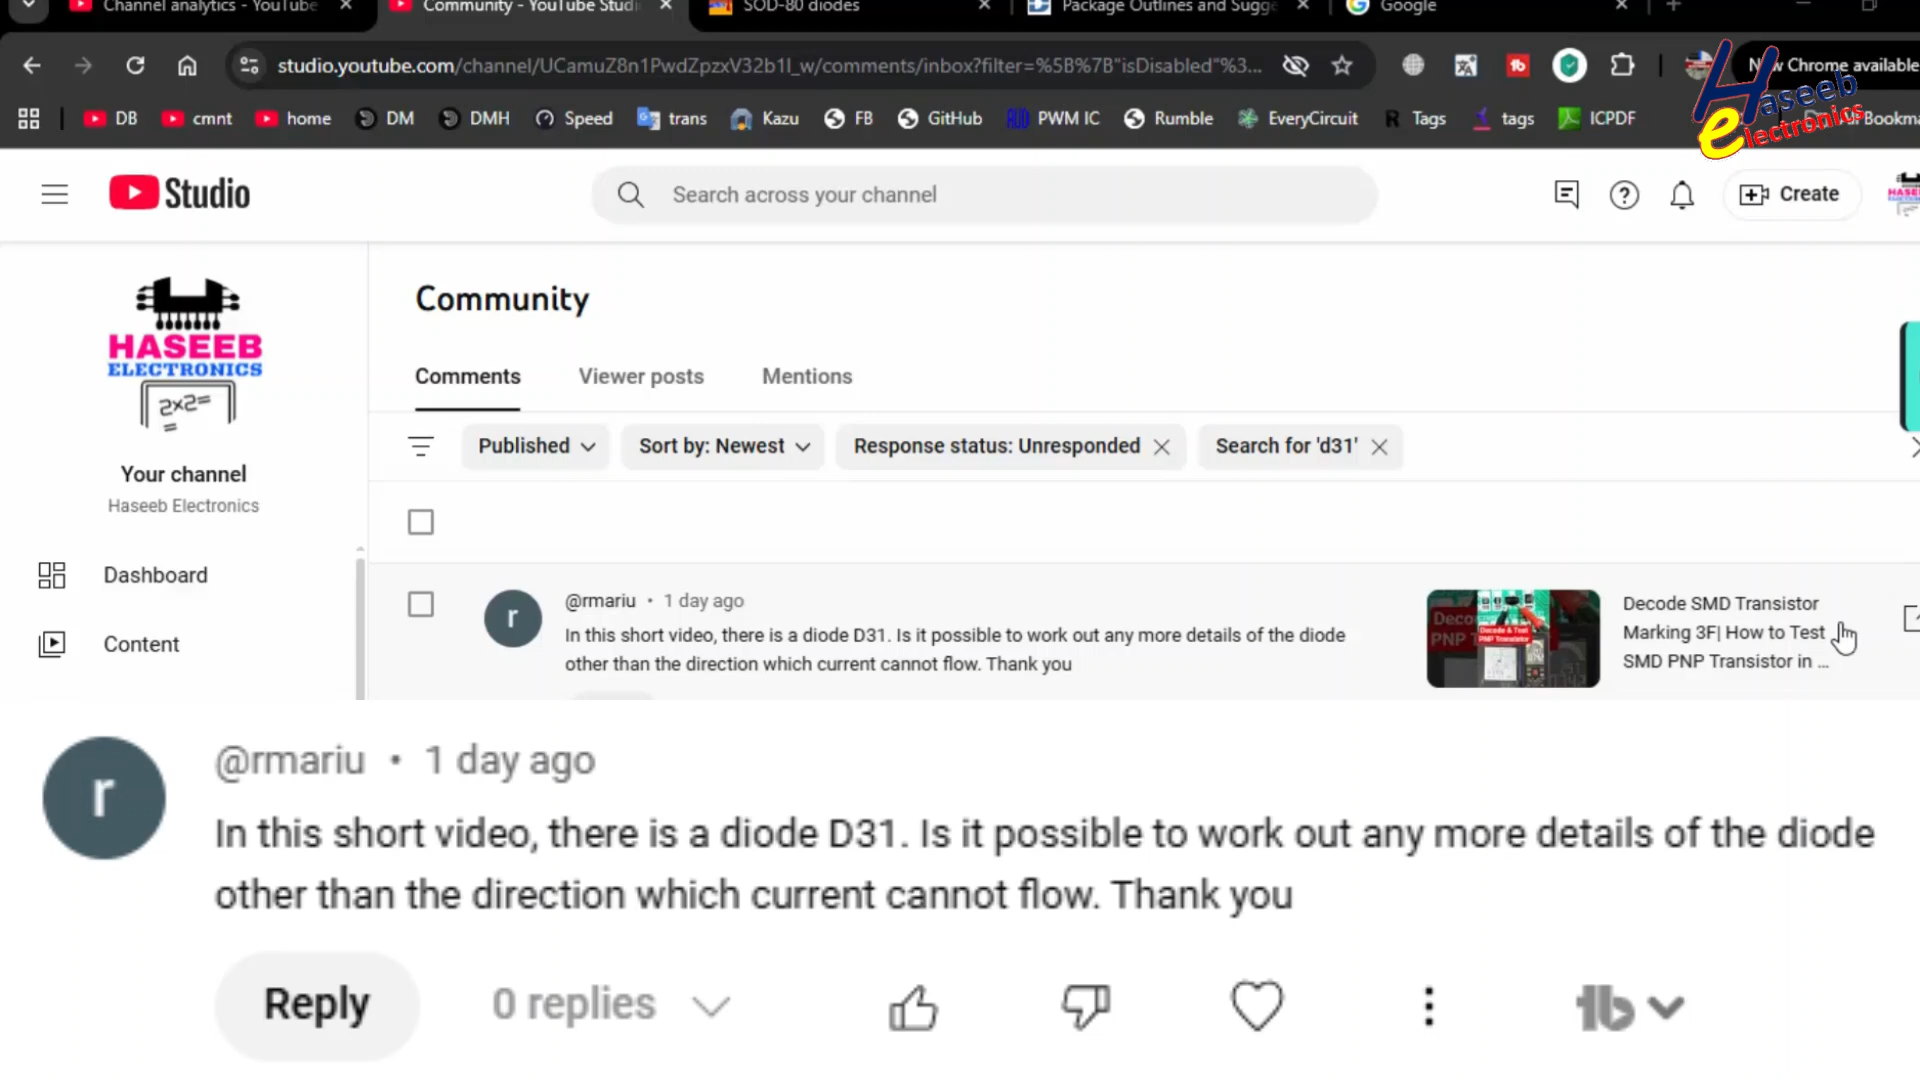 Channel analytics - YouTube
Community - YouTube Studi
SOD-80 diodes
Package Outlines and Sugge
Google
studio.youtube.com/channel/UCamuZ8n1PwdZpzxV32b1l_w/comments/inbox?filter=%5B%7B"isDisabled"%3...
New Chrome available
Haseeb
electronics
DB
cmnt
home
DM
DMH
Speed
trans
Kazu
FB
GitHub
PWM IC
Rumble
EveryCircuit
Tags
tags
ICPDF
Studio
Search across your channel
Create
HASEEB
ELECTRONICS
2x2=
=
Your channel
Haseeb Electronics
Dashboard
Content
Community
Comments
Viewer posts
Mentions
Published
Sort by: Newest
Response status: Unresponded
Search for 'd31'
r
@rmariu • 1 day ago
In this short video, there is a diode D31. Is it possible to work out any more details of the diode
other than the direction which current cannot flow. Thank you
Decode SMD Transistor
Marking 3F| How to Test
SMD PNP Transistor in ...
r
@rmariu • 1 day ago
In this short video, there is a diode D31. Is it possible to work out any more details of the diode
other than the direction which current cannot flow. Thank you
Reply
0 replies